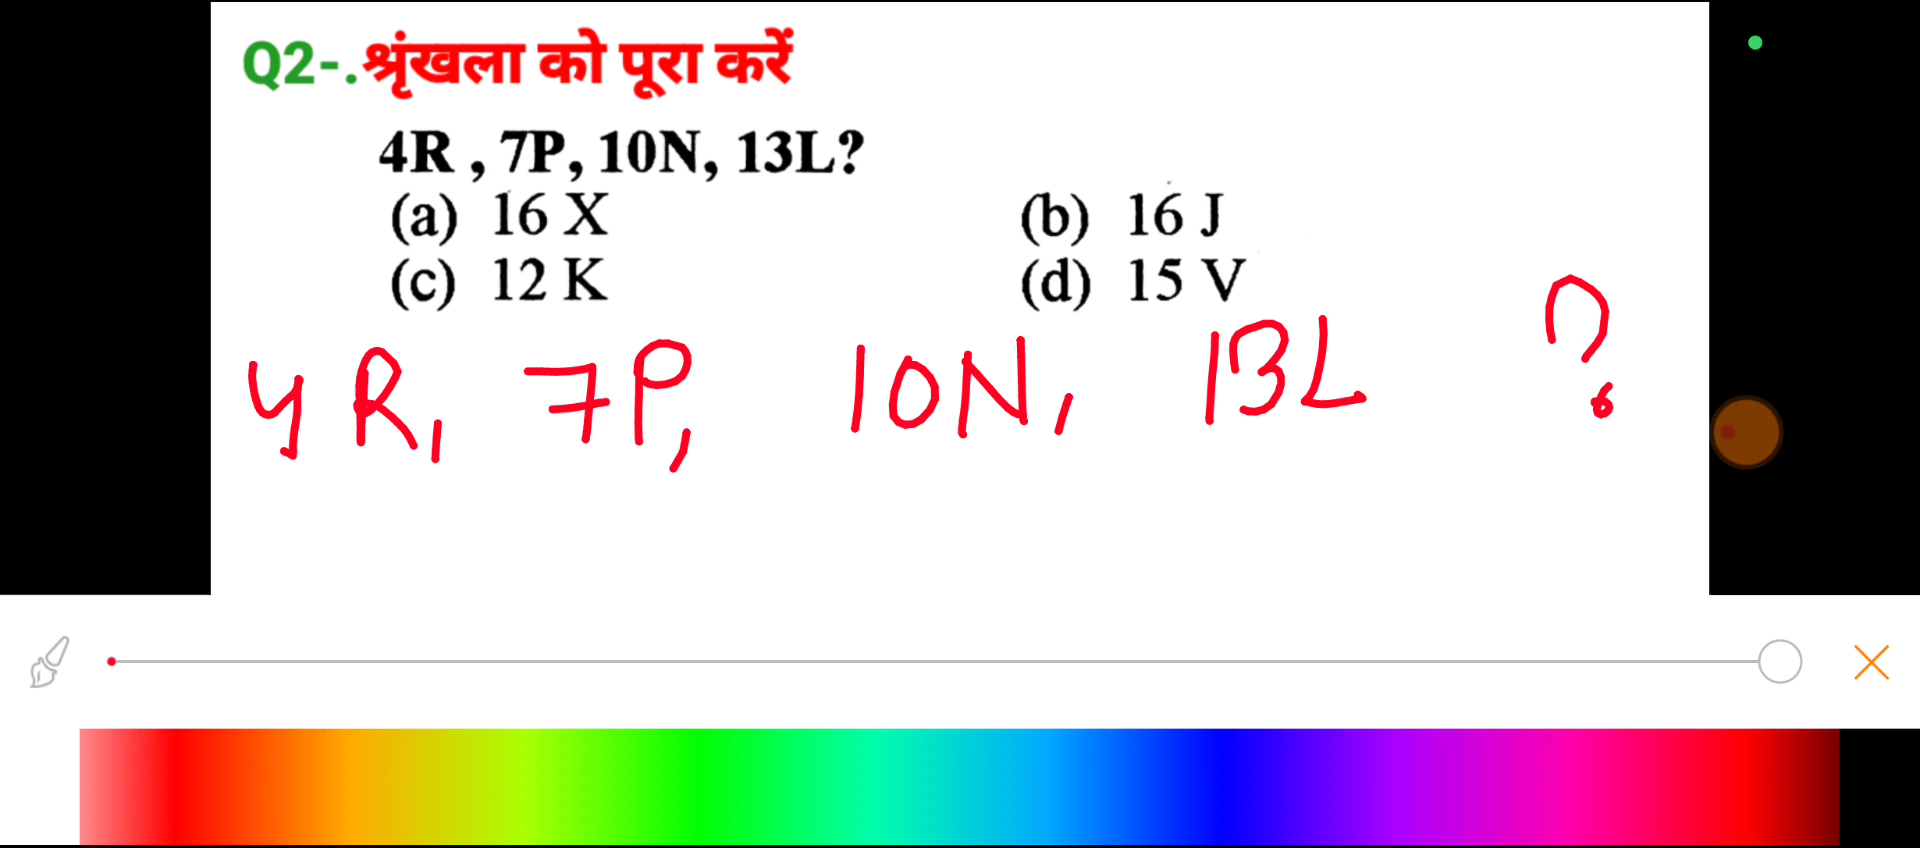 Q2-.श्रृंखला को पूरा करें
4R , 7P, 10N, 13L?
(a) 16 X (b) 16 J
(c) 12 K (d) 15 V
4R, 7P, 10N, 13L ?